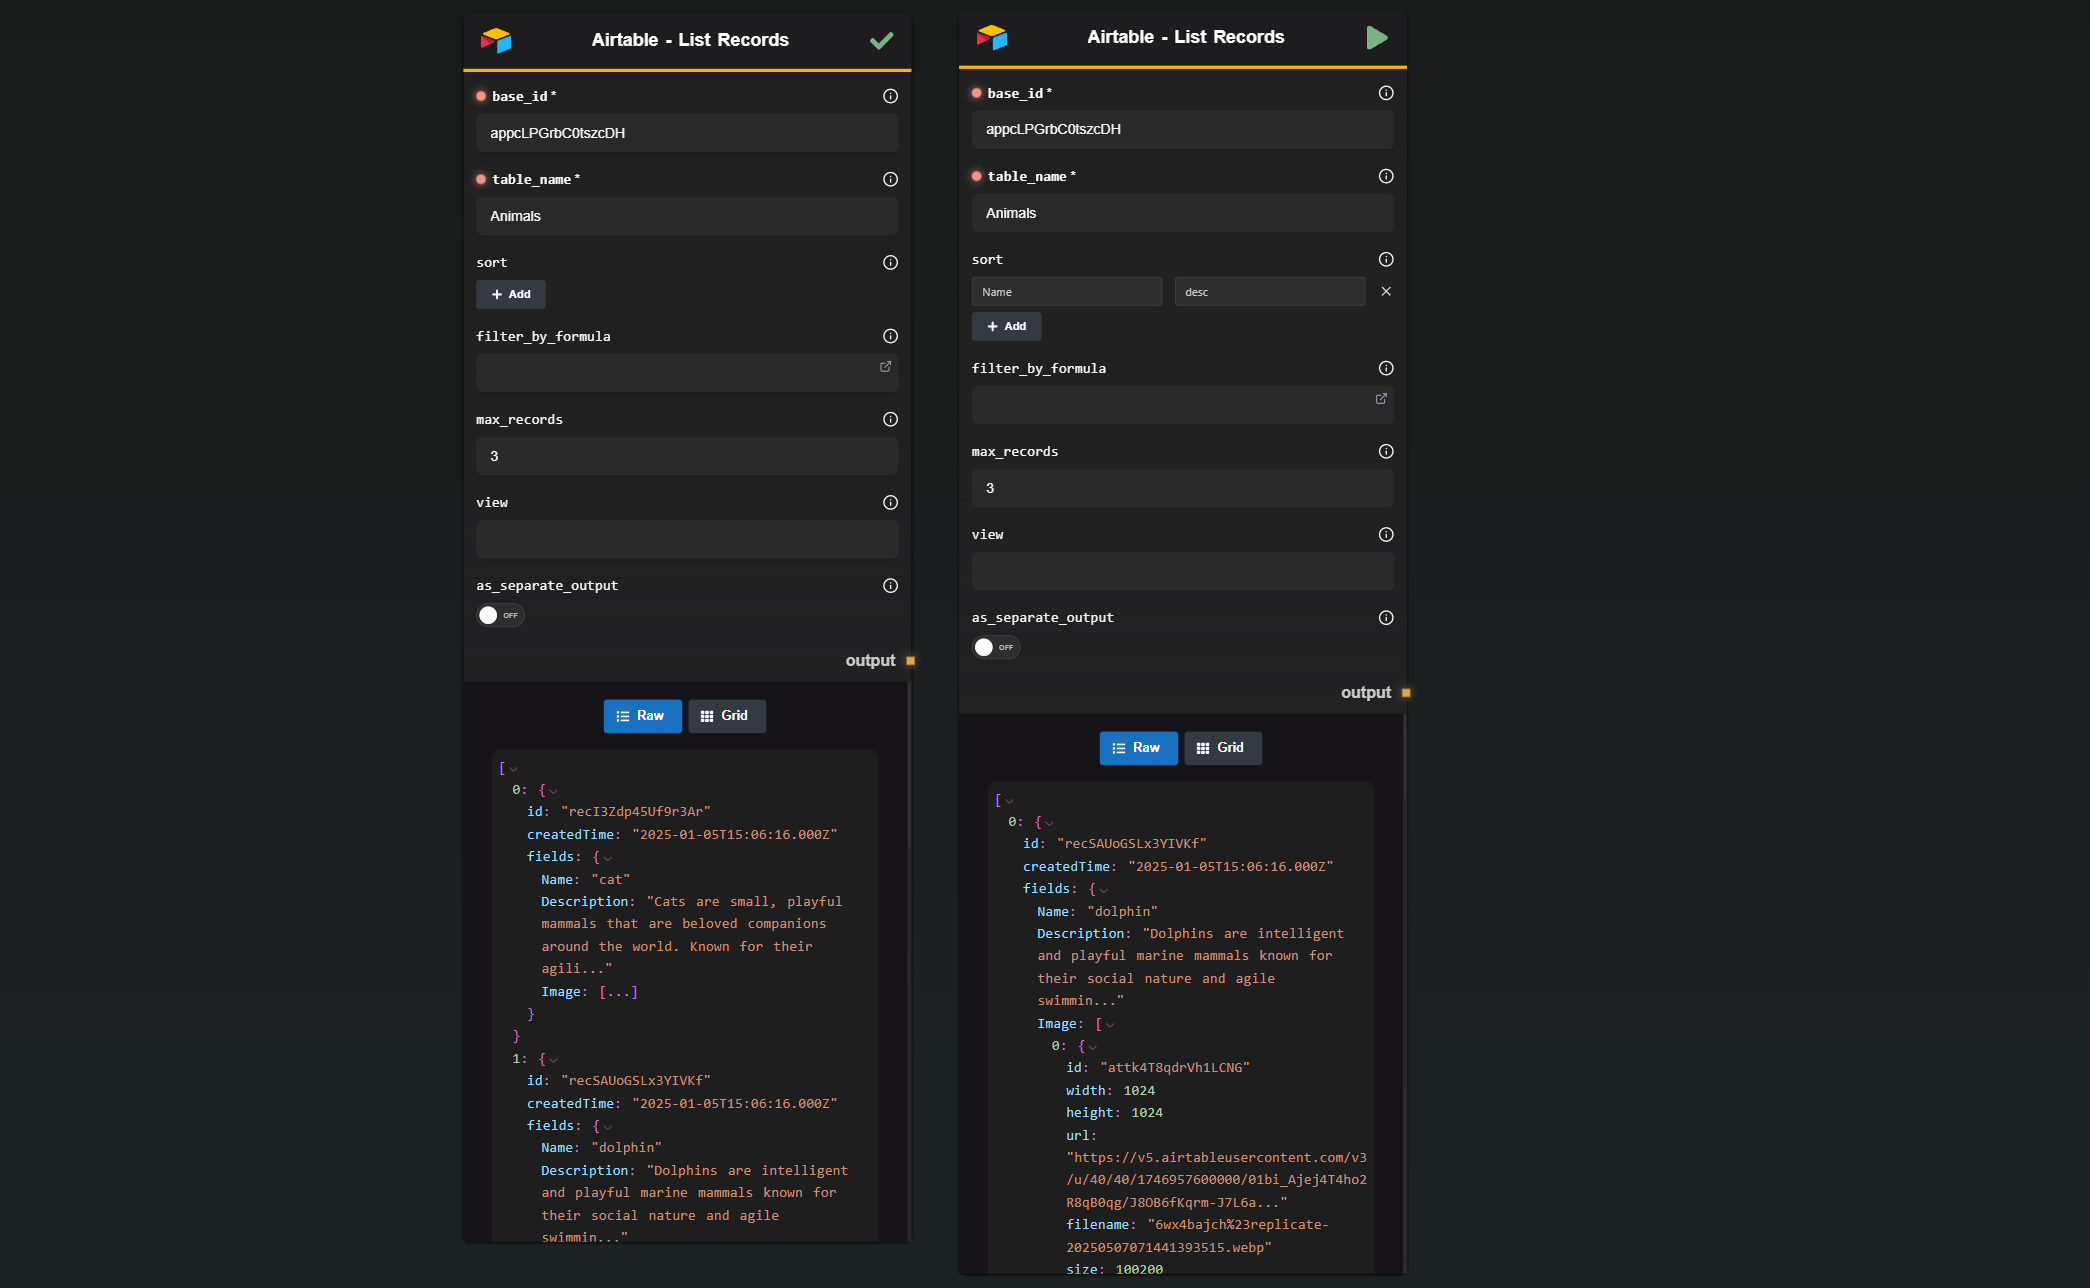 Airtable - List Records
base_id*
appcLPGrbC0tszcDH
table_name*
Animals
sort
+ Add
filter_by_formula
max_records
3
view
as_separate_output
OFF
output
Raw Grid
[
0: {
id: "recI3Zdp45Uf9r3Ar"
createdTime: "2025-01-05T15:06:16.000Z"
fields: {
Name: "cat"
Description: "Cats are small, playful
mammals that are beloved companions
around the world. Known for their
agili..."
Image: [...]
}
}
1: {
id: "recSAUoGSLx3YIVKf"
createdTime: "2025-01-05T15:06:16.000Z"
fields: {
Name: "dolphin"
Description: "Dolphins are intelligent
and playful marine mammals known for
their social nature and agile
swimmin..."
Airtable - List Records
base_id*
appcLPGrbC0tszcDH
table_name*
Animals
sort
Name desc
+ Add
filter_by_formula
max_records
3
view
as_separate_output
OFF
output
Raw Grid
[
0: {
id: "recSAUoGSLx3YIVKf"
createdTime: "2025-01-05T15:06:16.000Z"
fields: {
Name: "dolphin"
Description: "Dolphins are intelligent
and playful marine mammals known for
their social nature and agile
swimmin..."
Image: [
0: {
id: "attk4T8qdrVh1LCNG"
width: 1024
height: 1024
url:
"https://v5.airtableusercontent.com/v3
/u/40/40/1746957600000/01bi_Ajej4T4ho2
R8qB0qg/J8OB6fKqrm-J7L6a..."
filename: "6wx4bajch%23replicate-
20250507071441393515.webp"
size: 100200